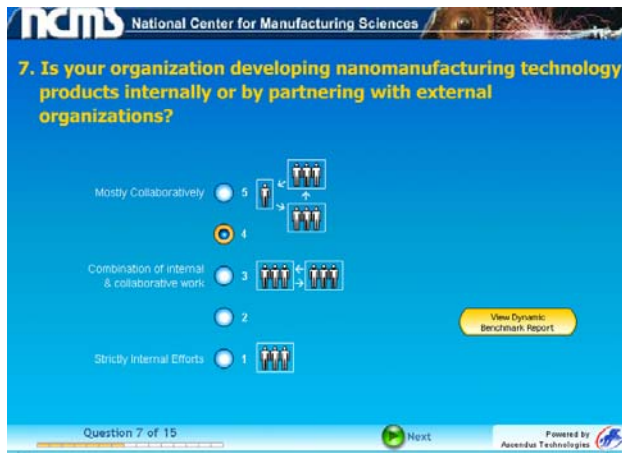 ncms National Center for Manufacturing Sciences
7. Is your organization developing nanomanufacturing technology
products internally or by partnering with external
organizations?
Mostly Collaboratively 5
4
Combination of internal
& collaborative work 3
2
View Dynamic
Benchmark Report
Strictly Internal Efforts 1
Question 7 of 15
Next
Powered by
Ascendus Technologies